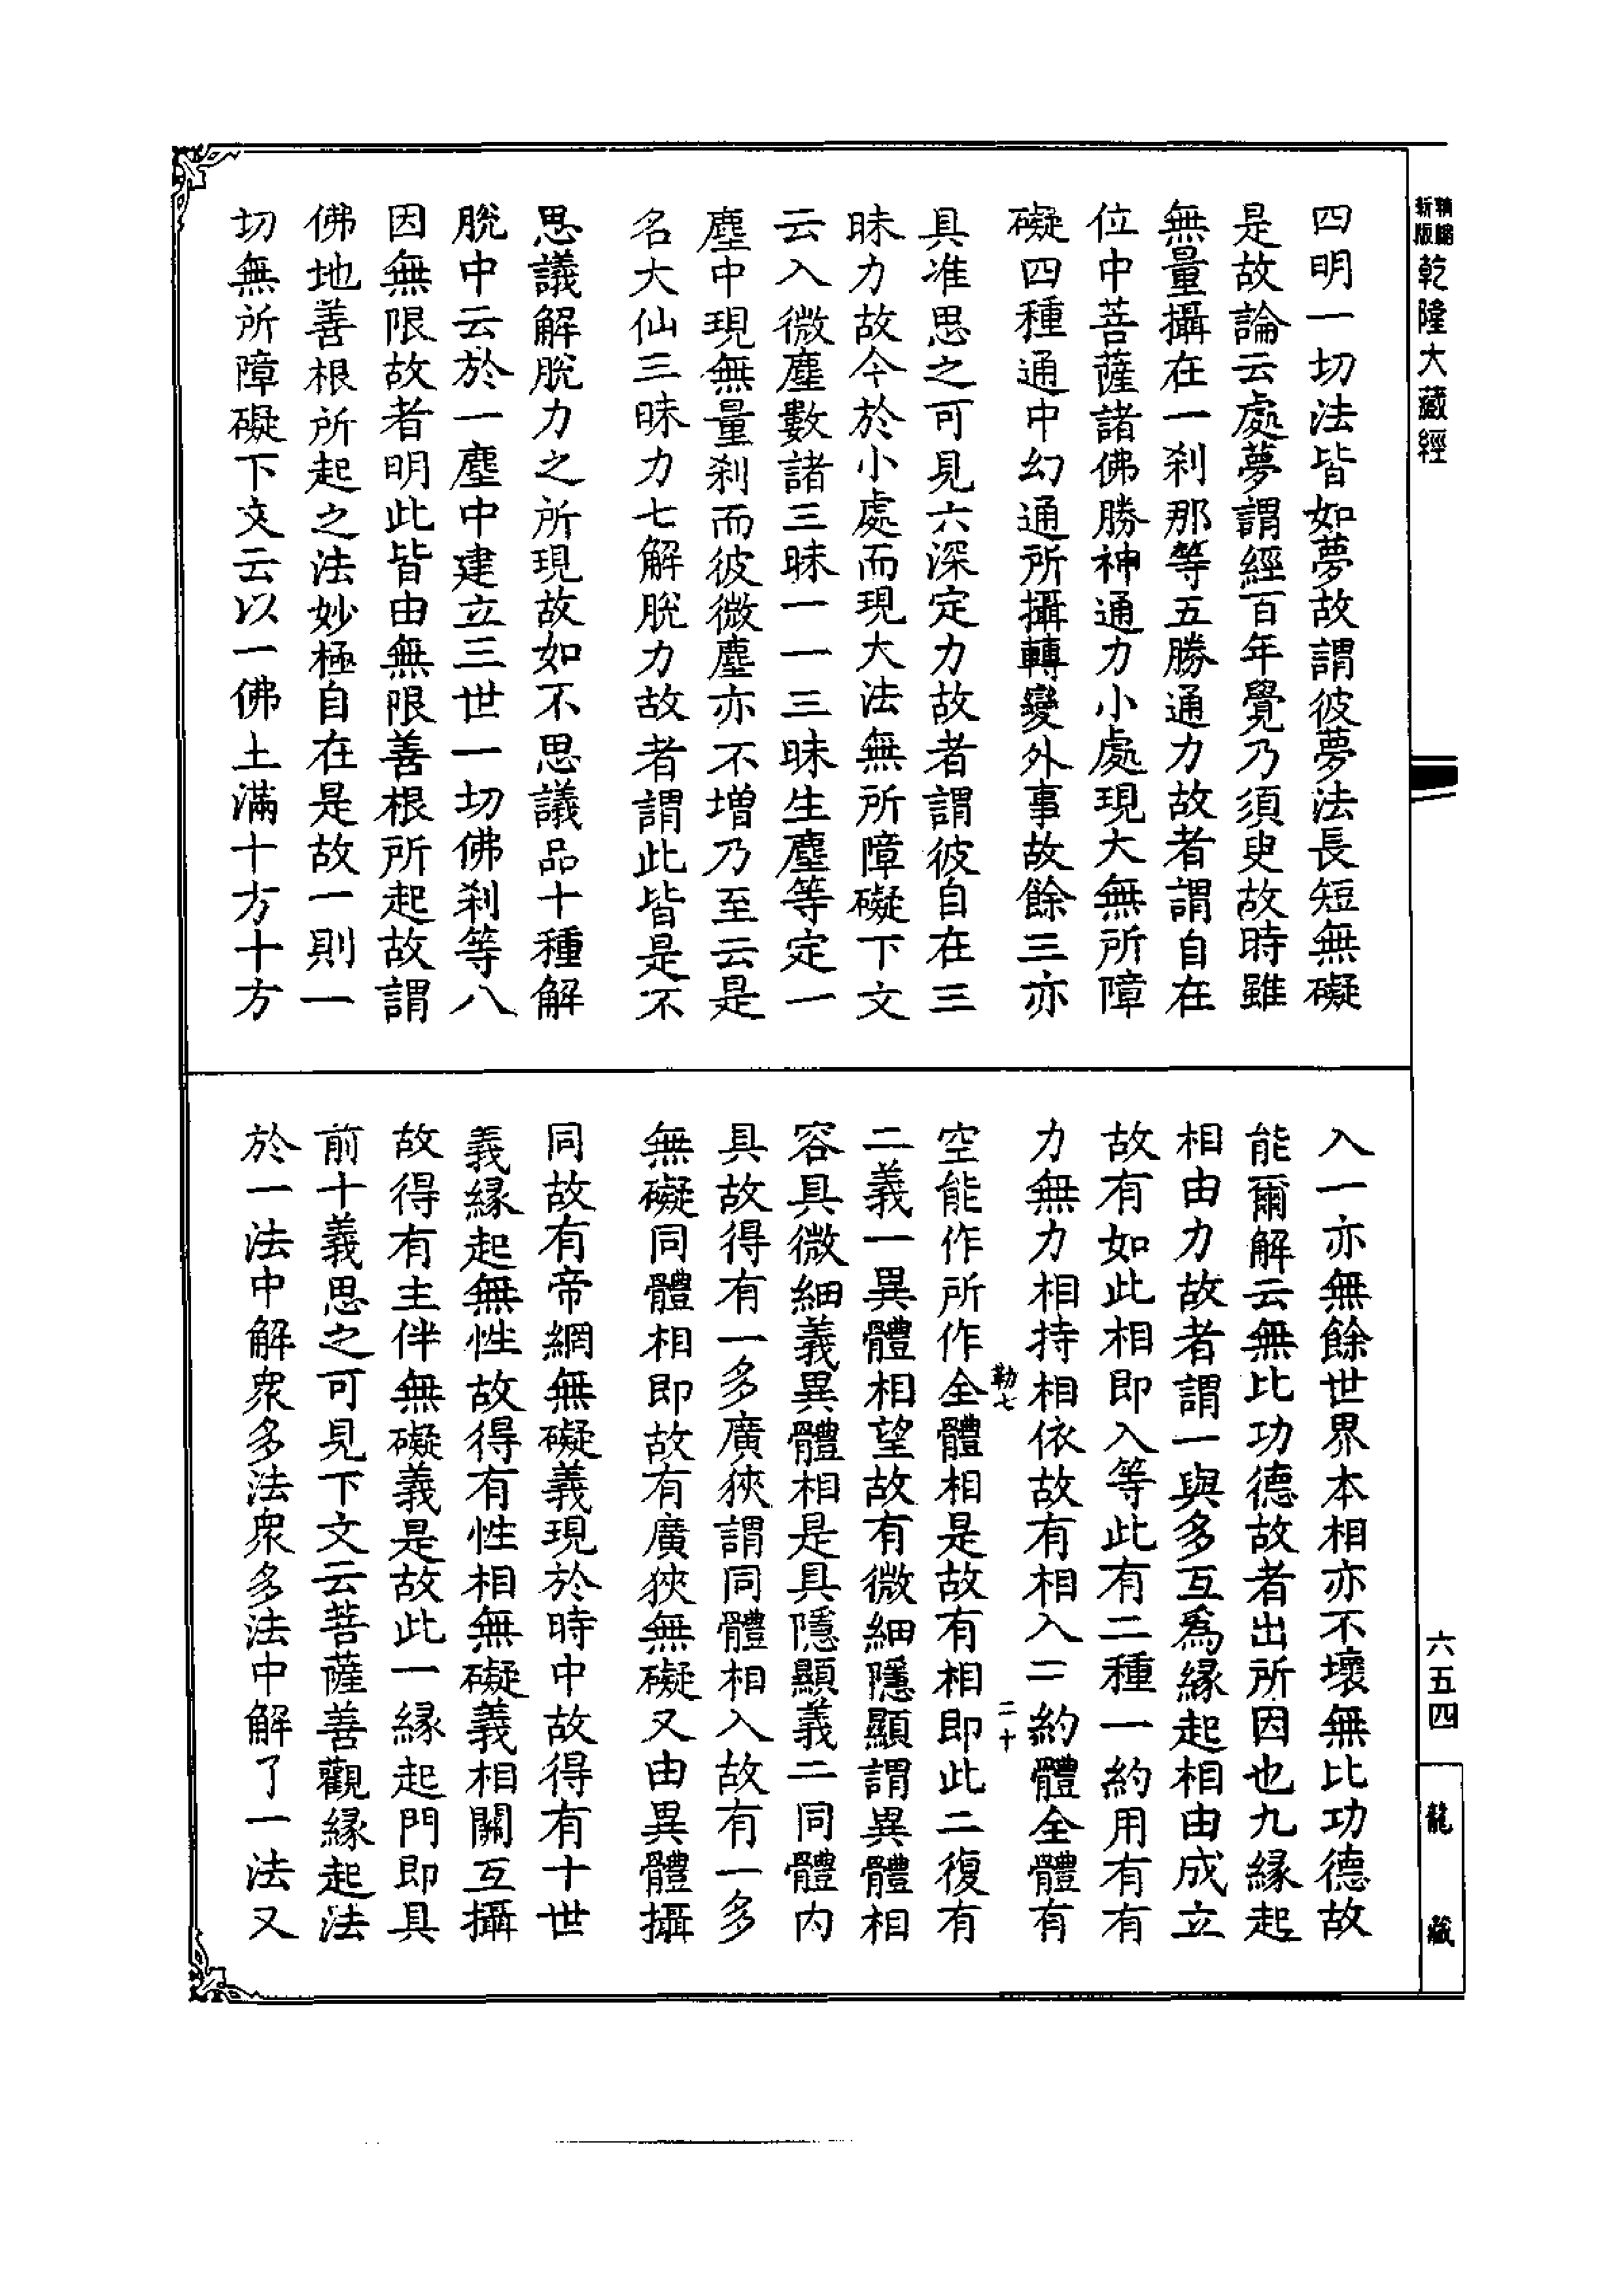 新版精縮乾隆大藏經
四明一切法皆如夢故謂彼夢法長短無礙
是故論云處夢謂經百年覺乃須臾故時雖
無量攝在一剎那等五勝通力故者謂自在
位中菩薩諸佛勝神通力小處現大無所障
礙四種通中幻通所攝轉變外事故餘三亦
具准思之可見六深定力故者謂彼自在三
昧力故今於小處而現大法無所障礙下文
云入微塵數諸三昧一一三昧生塵等定一
塵中現無量剎而彼微塵亦不增乃至云是
名大仙三昧力七解脫力故者謂此皆是不
思議解脫力之所現故如不思議品十種解
脫中云於一塵中建立三世一切佛剎等八
因無限故者明此皆由無限善根所起故謂
佛地善根所起之法妙極自在是故一則一
切無所障礙下文云以一佛土滿十方十方
入一亦無餘世界本相亦不壞無比功德故
能爾解云無比功德故者出所因也九緣起
相由力故者謂一與多互為緣起相由成立
故有如此相即入等此有二種一約用有有
力無力相持相依故有相入二約體全體有
勒七 二十
空能作所作全體相是故有相即此二復有
二義一異體相望故有微細隱顯謂異體相
容具微細義異體相是具隱顯義二同體內
具故得有一多廣狹謂同體相入故有一多
無礙同體相即故有廣狹無礙又由異體攝
同故有帝網無礙義現於時中故得有十世
義緣起無性故得有性相無礙義相關互攝
故得有主伴無礙義是故此一緣起門即具
前十義思之可見下文云菩薩善觀緣起法
於一法中解眾多法眾多法中解了一法又
六五四
龍藏